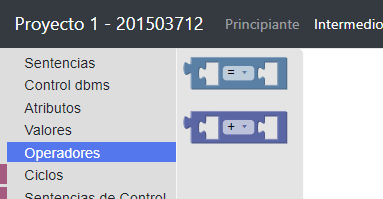 Proyecto 1 - 201503712 Principiante Intermedio
Sentencias
Control dbms
Atributos
Valores
Operadores
Ciclos
Sentencias de Control
=
+